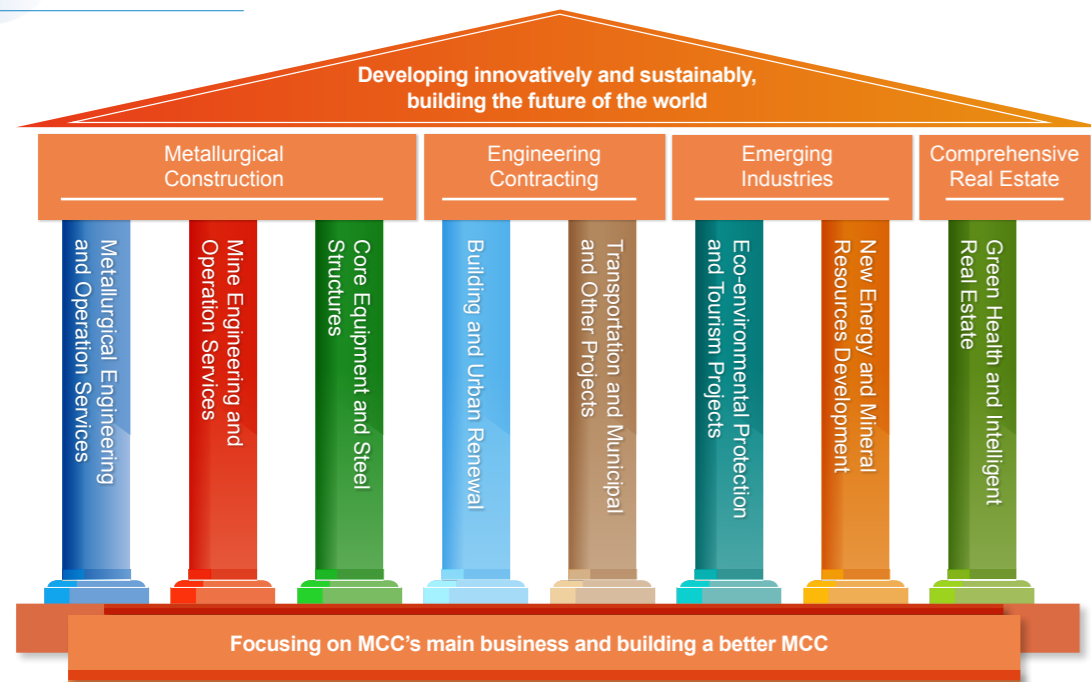 Developing innovatively and sustainably,
building the future of the world
Metallurgical
Construction
Engineering
Contracting
Emerging
Industries
Comprehensive
Real Estate
Metallurgical Engineering
and Operation Services
Mine Engineering and
Operation Services
Core Equipment and Steel
Structures
Building and Urban Renewal
Transportation and Municipal
and Other Projects
Eco-environmental Protection
and Tourism Projects
New Energy and Mineral
Resources Development
Green Health and Intelligent
Real Estate
Focusing on MCC's main business and building a better MCC